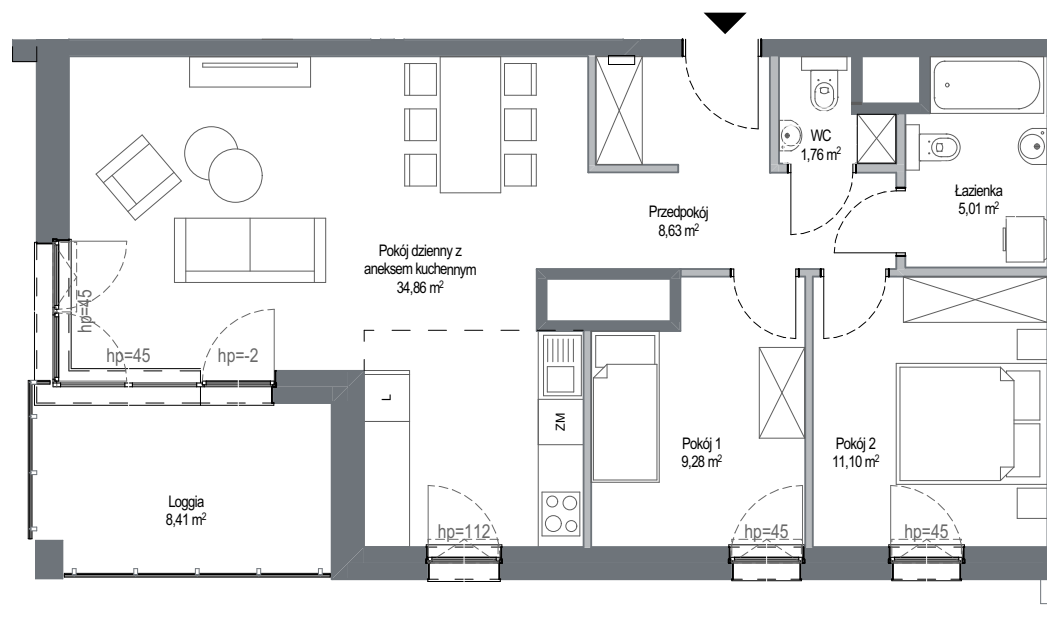 WC
1,76 m²
Łazienka
5,01 m²
Przedpokój
8,63 m²
Pokój dzienny z
aneksem kuchennym
34,86 m²
hp=45
hp=45
hp=-2
L
ZM
Pokój 1
9,28 m²
Pokój 2
11,10 m²
Loggia
8,41 m²
hp=112
hp=45
hp=45